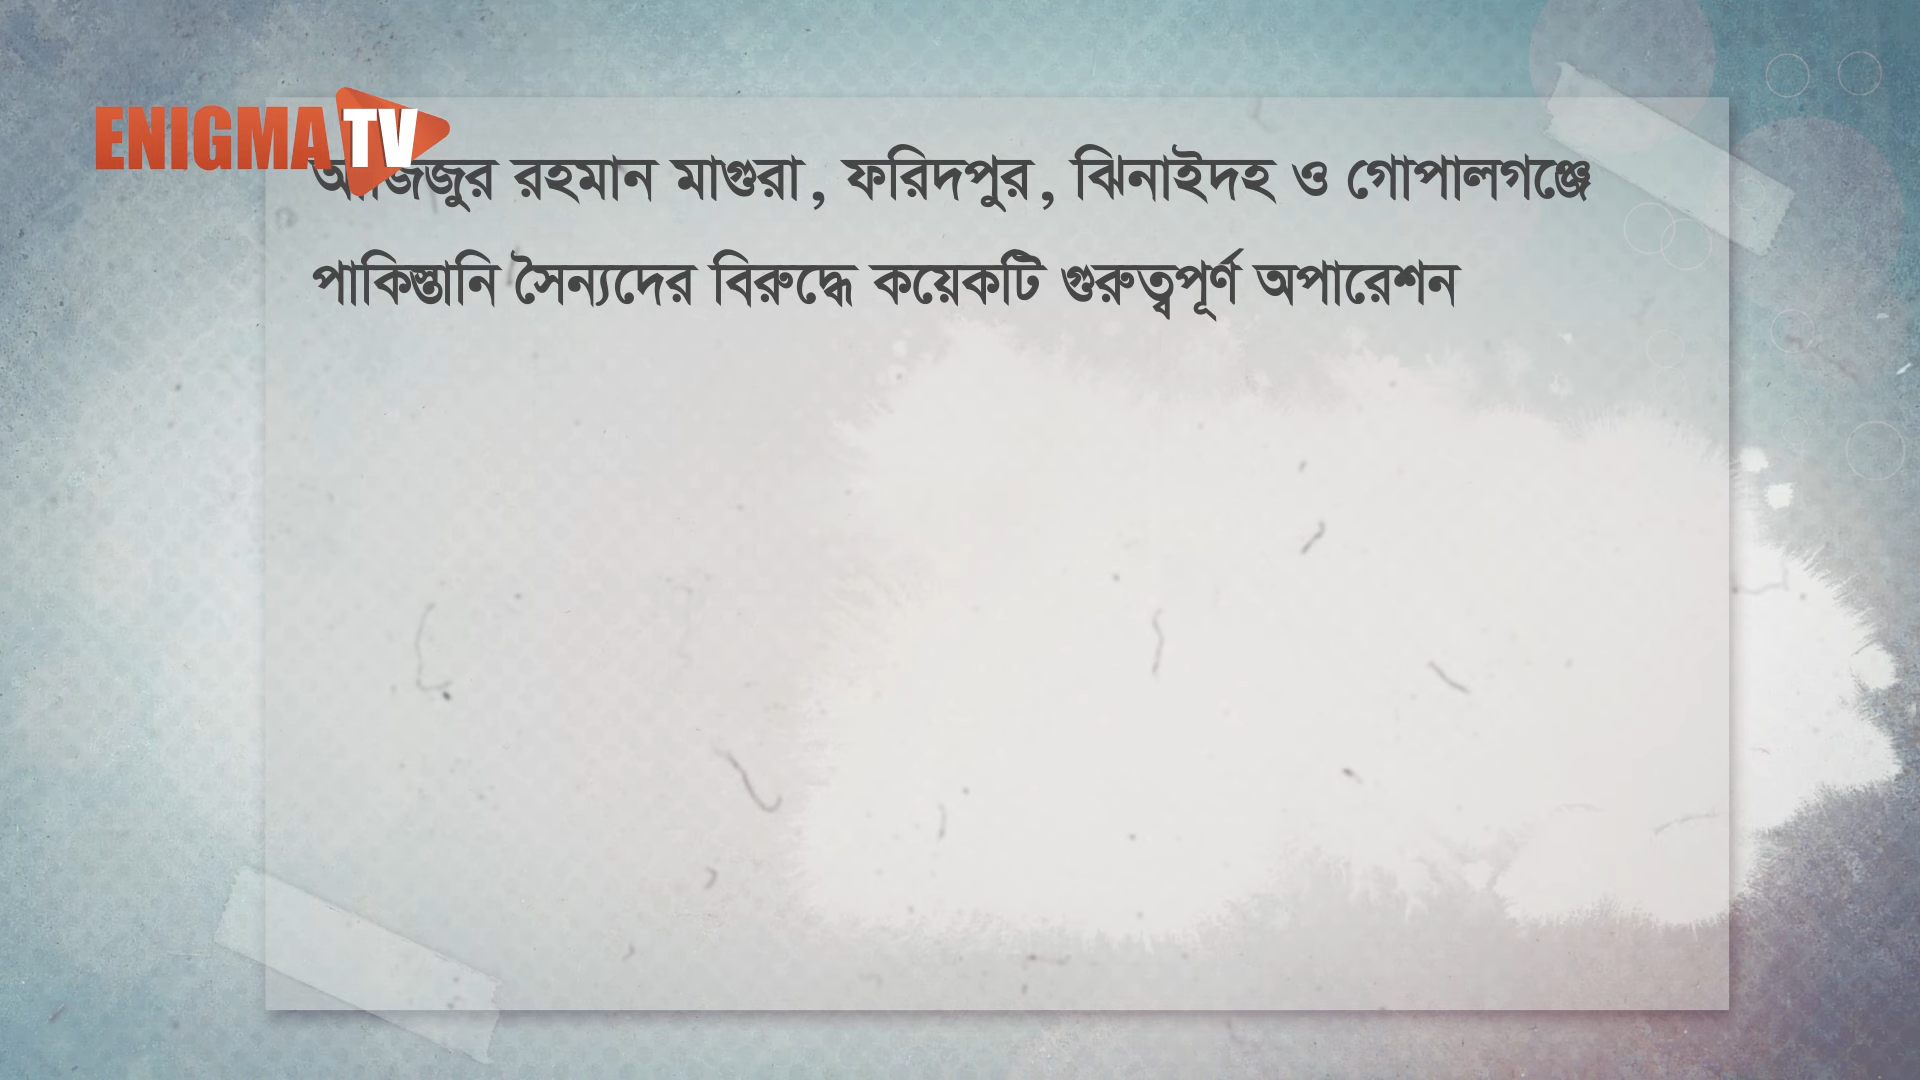 ENIGMA TV
রহমান মাগুরা, ফরিদপুর, ঝিনাইদহ ও গোপালগঞ্জে
পাকিস্তানি সৈন্যদের বিরুদ্ধে কয়েকটি গুরুত্বপূর্ণ অপারেশন